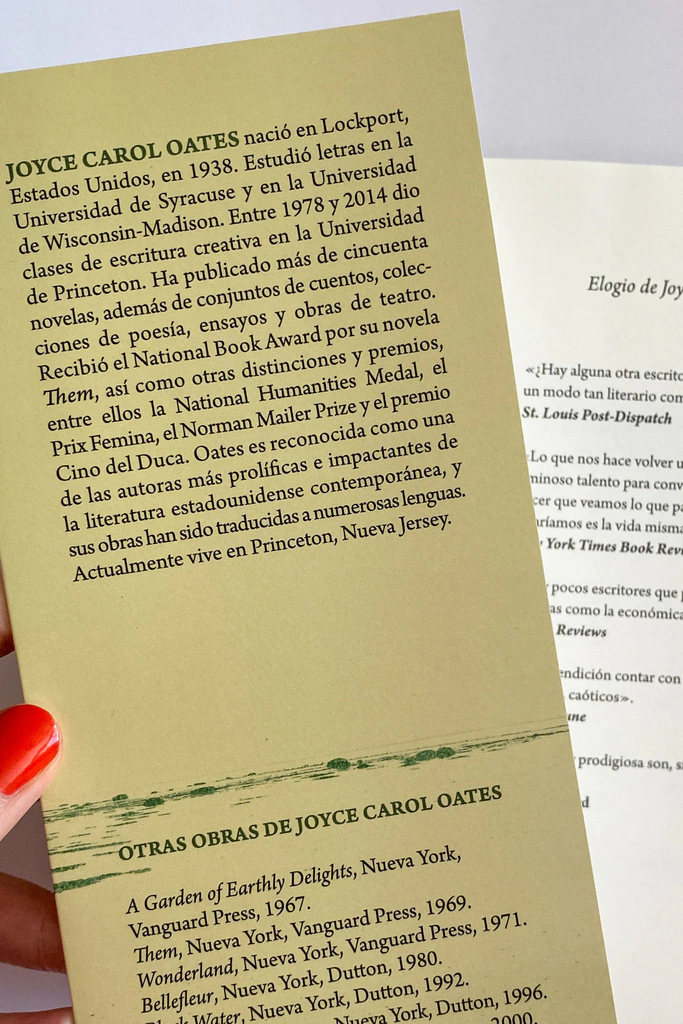 JOYCE CAROL OATES nació en Lockport,
Estados Unidos, en 1938. Estudió letras en la
Universidad de Syracuse y en la Universidad
de Wisconsin-Madison. Entre 1978 y 2014 dio
clases de escritura creativa en la Universidad
de Princeton. Ha publicado más de cincuenta
novelas, además de conjuntos de cuentos, colec-
ciones de poesía, ensayos y obras de teatro.
Recibió el National Book Award por su novela
Them, así como otras distinciones y premios,
entre ellos la National Humanities Medal, el
Prix Femina, el Norman Mailer Prize y el premio
Cino del Duca. Oates es reconocida como una
de las autoras más prolíficas e impactantes de
la literatura estadounidense contemporánea, y
sus obras han sido traducidas a numerosas lenguas.
Actualmente vive en Princeton, Nueva Jersey.
OTRAS OBRAS DE JOYCE CAROL OATES
A Garden of Earthly Delights, Nueva York,
Vanguard Press, 1967.
Them, Nueva York, Vanguard Press, 1969.
Wonderland, Nueva York, Vanguard Press, 1971.
Bellefleur, Nueva York, Dutton, 1980.
Water, Nueva York, Dutton, 1992.
Nueva York, Dutton, 1996.
2000.
Elogio de Joy
«¿Hay alguna otra escrito
un modo tan literario com
St. Louis Post-Dispatch
Lo que nos hace volver u
minoso talento para conv
cer que veamos lo que pa
ríamos es la vida misma
York Times Book Revi
pocos escritores que
as como la económica
Reviews
endición contar con
caóticos».
une
prodigiosa son, s
d